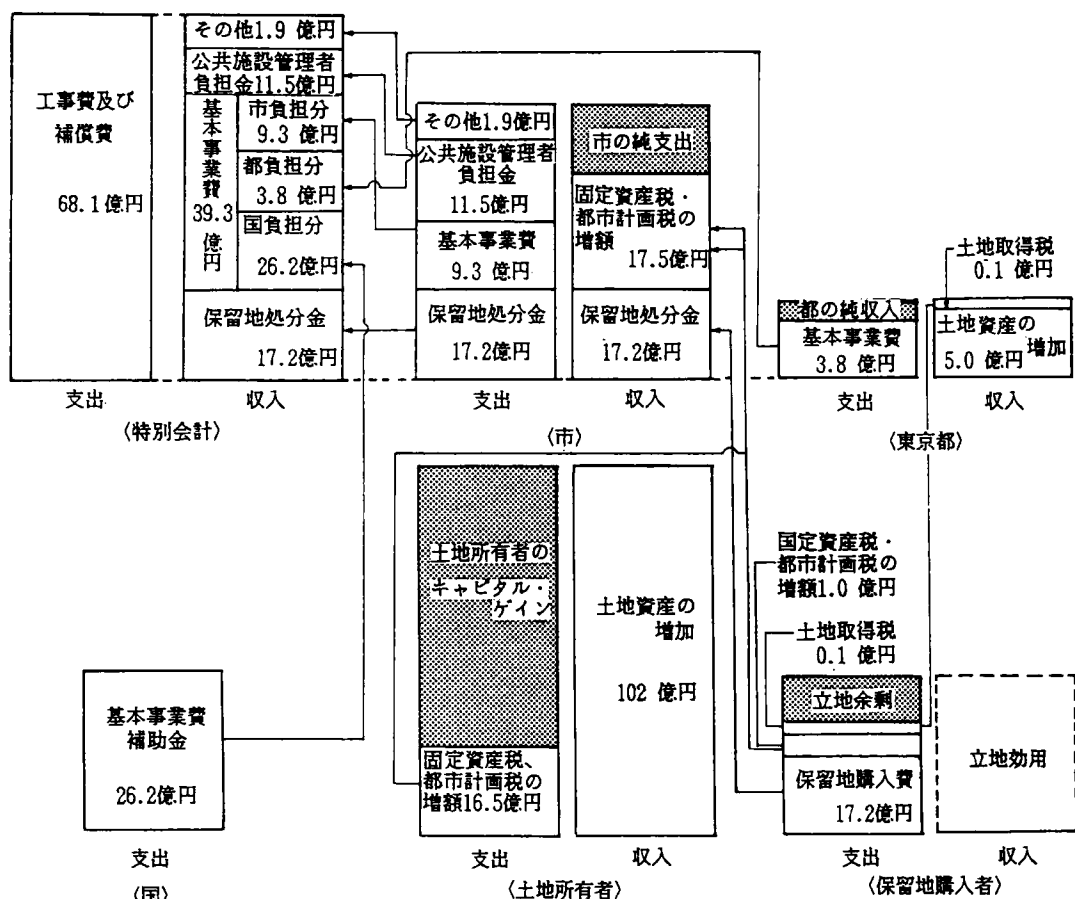 その他1.9 億円
公共施設管理者
負担金11.5億円
工事費及び
補償費
68.1億円
基本事業費
39.3
億円
市負担分
9.3 億円
都負担分
3.8 億円
国負担分
26.2億円
保留地処分金
17.2億円
支出
収入
〈特別会計〉
その他1.9億円
公共施設管理者
負担金
11.5億円
基本事業費
9.3 億円
保留地処分金
17.2億円
市の純支出
固定資産税・
都市計画税の
増額
17.5億円
保留地処分金
17.2億円
支出
収入
〈市〉
都の純収入
基本事業費
3.8 億円
土地取得税
0.1 億円
土地資産の
増加
5.0 億円
支出
収入
〈東京都〉
基本事業費
補助金
26.2億円
支出
〈国〉
土地所有者の
キャピタル・
ゲイン
固定資産税、
都市計画税の
増額16.5億円
土地資産の
増加
102 億円
支出
収入
〈土地所有者〉
国定資産税・
都市計画税の
増額1.0 億円
土地取得税
0.1 億円
立地余剰
保留地購入費
17.2億円
立地効用
支出
収入
〈保留地購入者〉